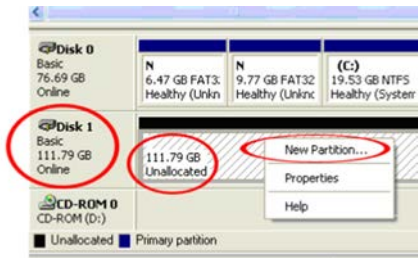 Disk 0
Basic
76.69 GB
Online
N
6.47 GB FAT3:
Healthy (Unkn
N
9.77 GB FAT32
Healthy (Unknc
(C:)
19.53 GB NTFS
Healthy (System
Disk 1
Basic
111.79 GB
Online
111.79 GB
Unallocated
New Partition...
Properties
Help
CD-ROM 0
CD-ROM (D:)
Unallocated Primary partition